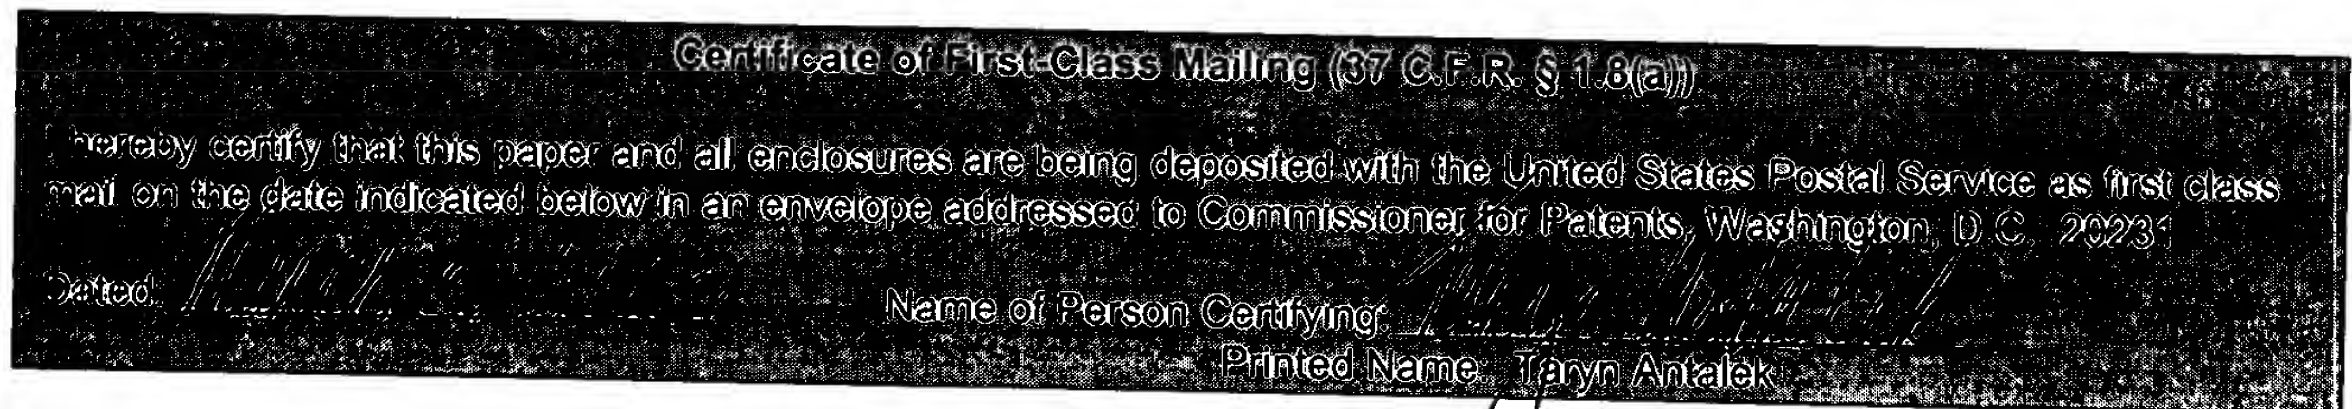 Certificate of First-Class Mailing (37 C.F.R. § 1.8(a))
I hereby certify that this paper and all enclosures are being deposited with the United States Postal Service as first class
mail on the date indicated below in an envelope addressed to Commissioner for Patents, Washington, D.C. 20231
Dated:
Name of Person Certifying:
Printed Name: Taryn Antalek